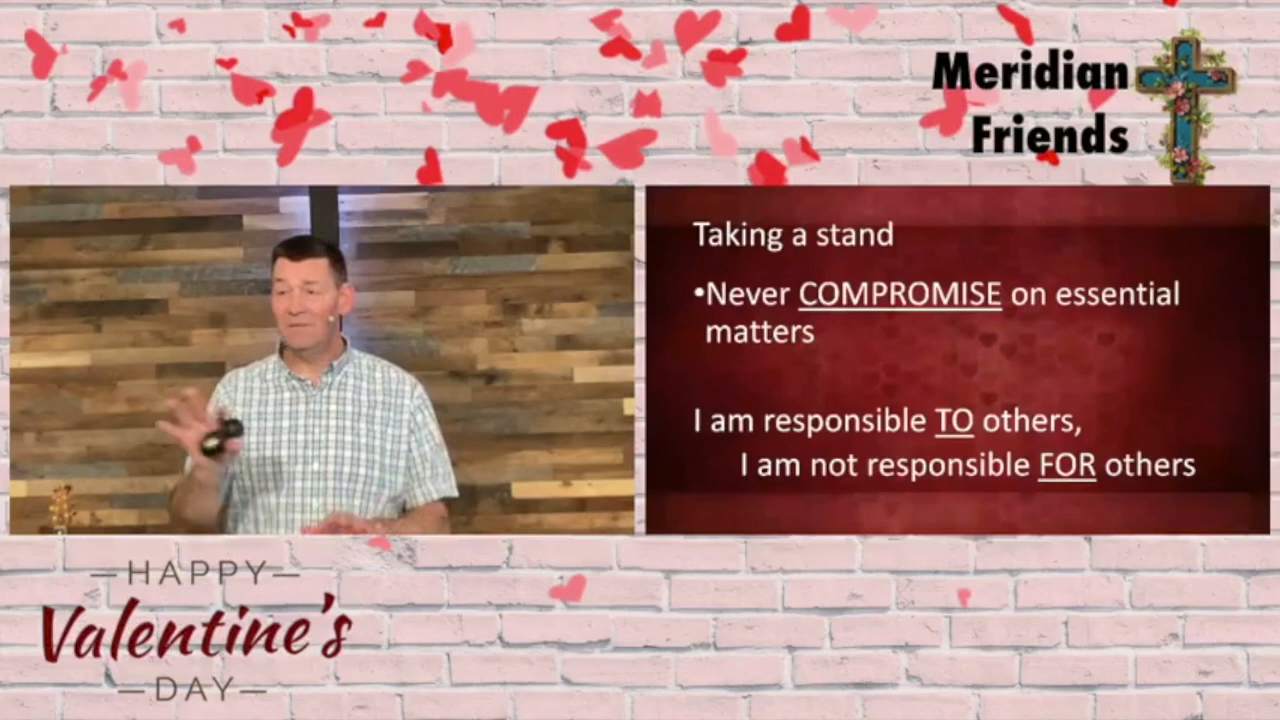 Meridian
Friends
Taking a stand
•Never COMPROMISE on essential
matters
I am responsible TO others,
I am not responsible FOR others
—HAPPY—
Valentine's
—DAY—